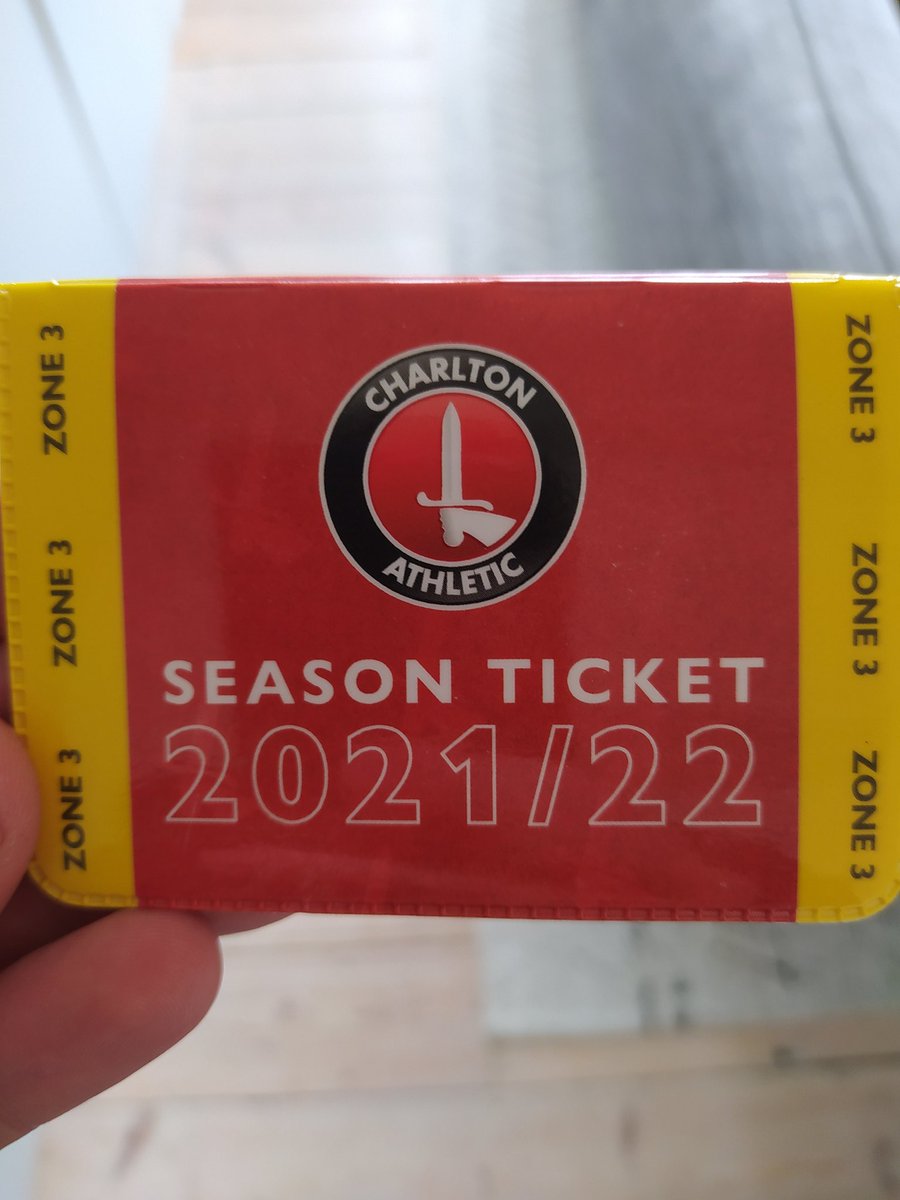 CHARLTON
ATHLETIC
SEASON TICKET
2021/22
ZONE 3
ZONE 3
ZONE 3
ZONE 3
ZONE 3
ZONE 3